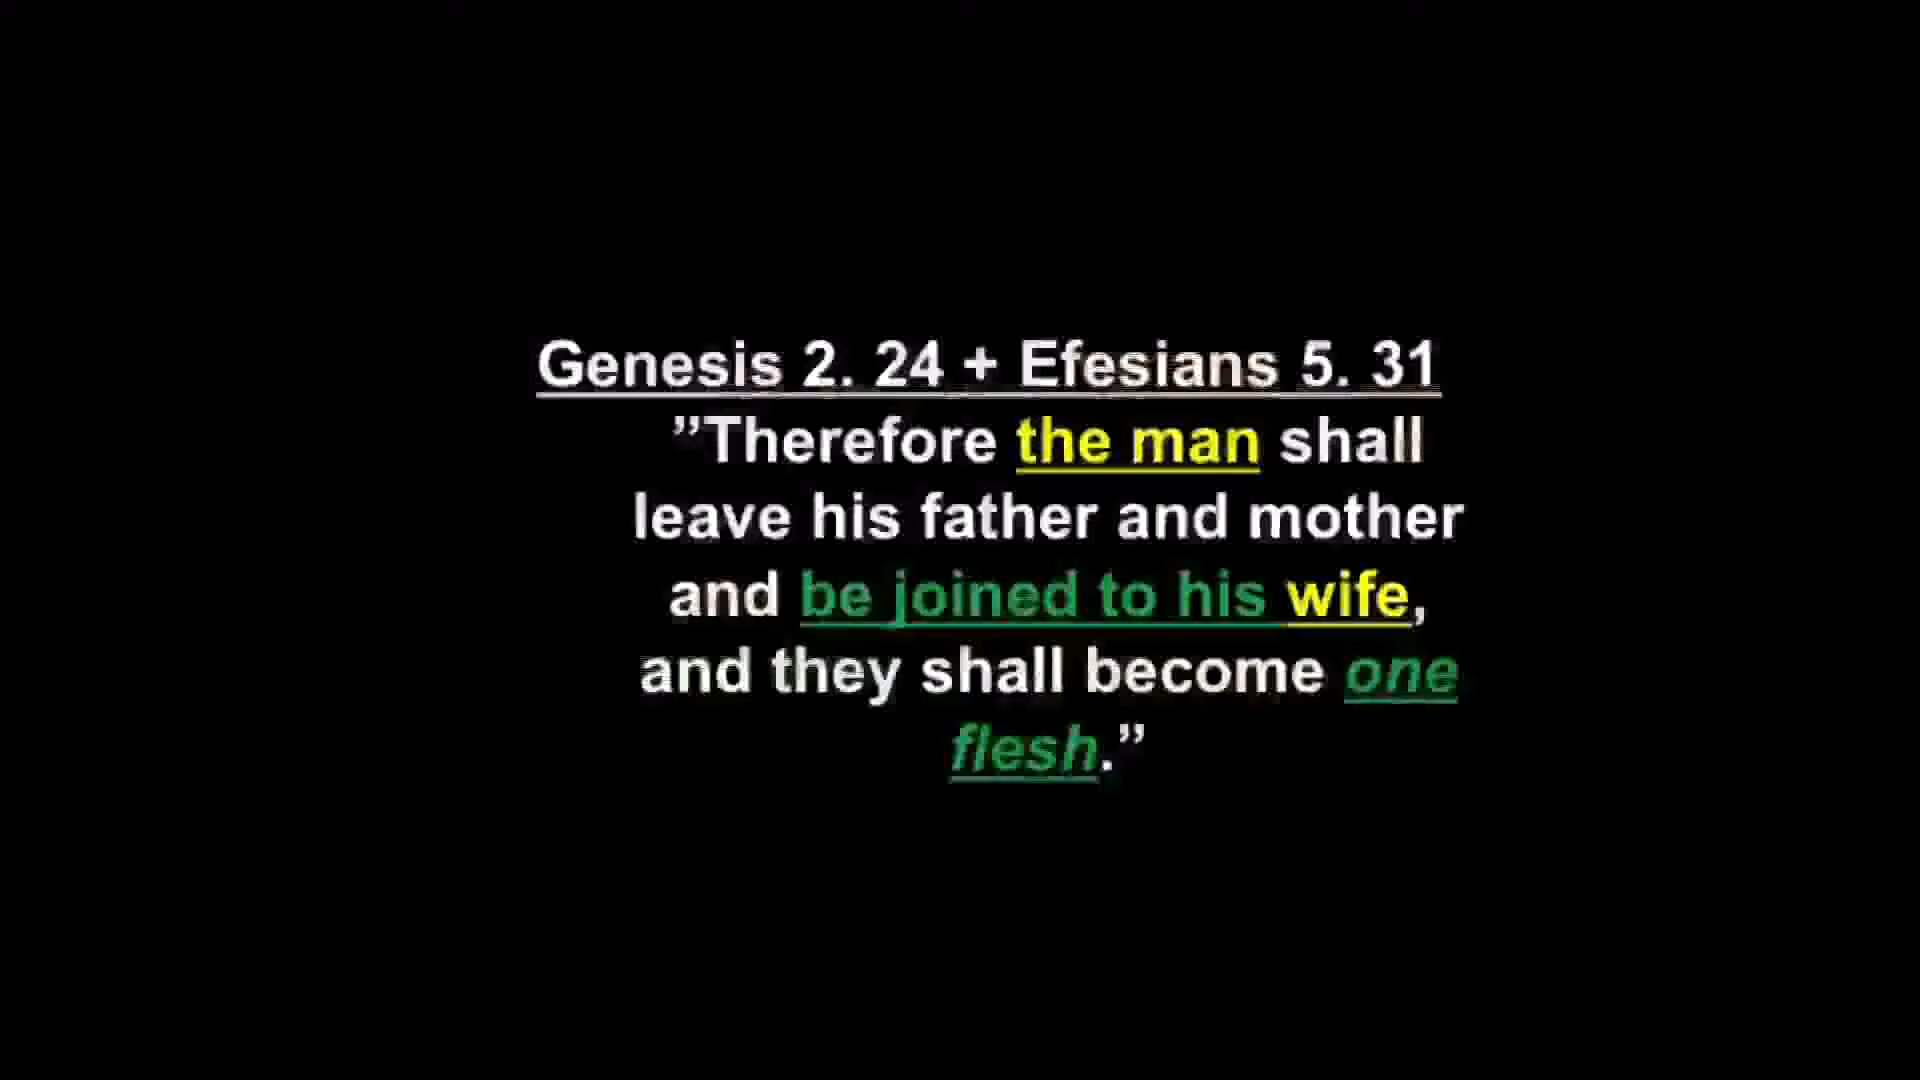 Genesis 2. 24 + Efesians 5. 31
”Therefore the man shall
leave his father and mother
and be joined to his wife,
and they shall become one
flesh.”